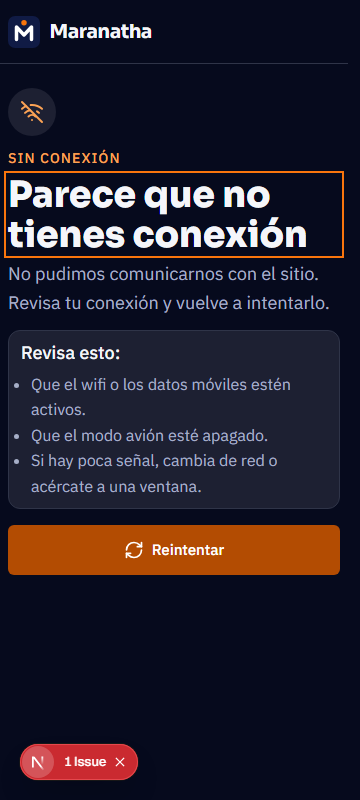 Maranatha
SIN CONEXIÓN
Parece que no
tienes conexión
No pudimos comunicarnos con el sitio.
Revisa tu conexión y vuelve a intentarlo.
Revisa esto:
• Que el wifi o los datos móviles estén
activos.
• Que el modo avión esté apagado.
• Si hay poca señal, cambia de red o
acércate a una ventana.
Reintentar
N 1 Issue